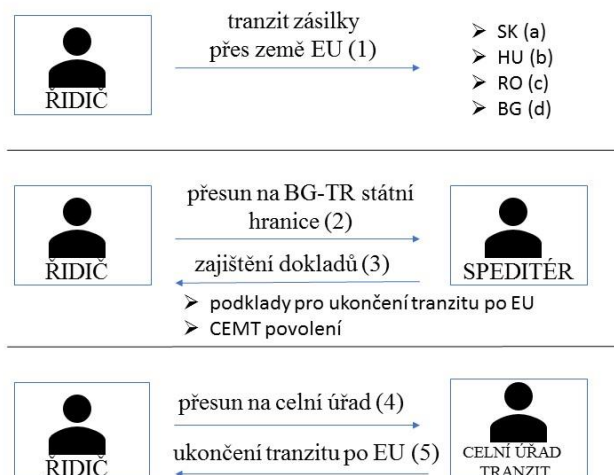 tranzit zásilky
přes země EU (1)
➢ SK (a)
➢ HU (b)
➢ RO (c)
➢ BG (d)
ŘIDIČ
přesun na BG-TR státní
hranice (2)
zajištění dokladů (3)
ŘIDIČ
SPEDITÉR
➢ podklady pro ukončení tranzitu po EU
➢ CEMT povolení
přesun na celní úřad (4)
ukončení tranzitu po EU (5)
ŘIDIČ
CELNÍ ÚŘAD
TRANZIT